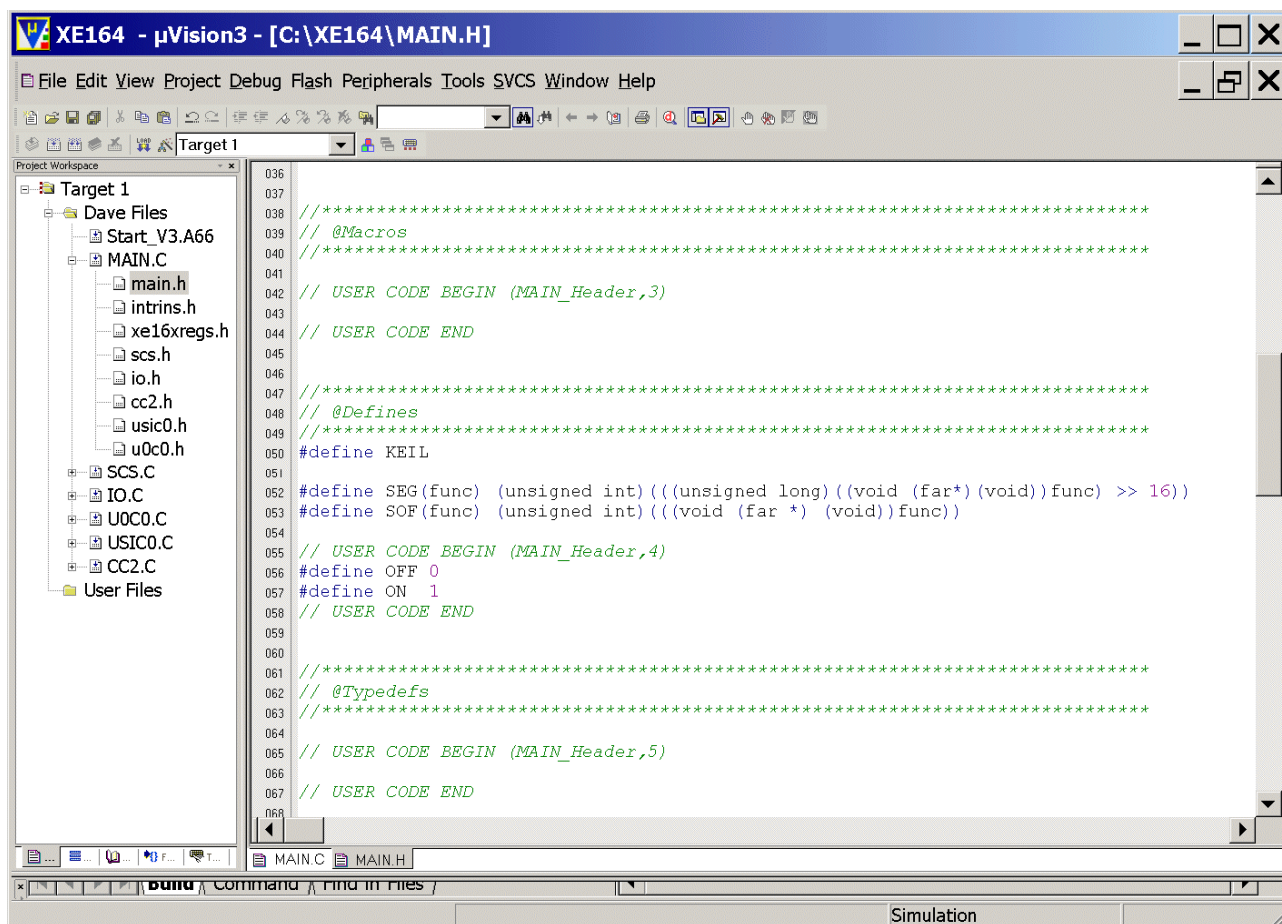 XE164 - µVision3 - [C:\XE164\MAIN.H]
File Edit View Project Debug Flash Peripherals Tools SVCS Window Help
Target 1
Project Workspace
Target 1
Dave Files
Start_V3.A66
MAIN.C
main.h
intrins.h
xe16xregs.h
scs.h
io.h
cc2.h
usic0.h
u0c0.h
SCS.C
IO.C
U0C0.C
USIC0.C
CC2.C
User Files
036
037
038 //****************************************************************************
039 // @Macros
040 //****************************************************************************
041
042 // USER CODE BEGIN (MAIN_Header,3)
043
044 // USER CODE END
045
046
047 //****************************************************************************
048 // @Defines
049 //****************************************************************************
050 #define KEIL
051
052 #define SEG(func) (unsigned int)(((unsigned long)((void (far*)(void))func) >> 16))
053 #define SOF(func) (unsigned int)(((void (far *) (void))func))
054
055 // USER CODE BEGIN (MAIN_Header,4)
056 #define OFF 0
057 #define ON  1
058 // USER CODE END
059
060
061 //****************************************************************************
062 // @Typedefs
063 //****************************************************************************
064
065 // USER CODE BEGIN (MAIN_Header,5)
066
067 // USER CODE END
068
... ... ... F... T...
MAIN.C MAIN.H
Build Command Find in Files
Simulation